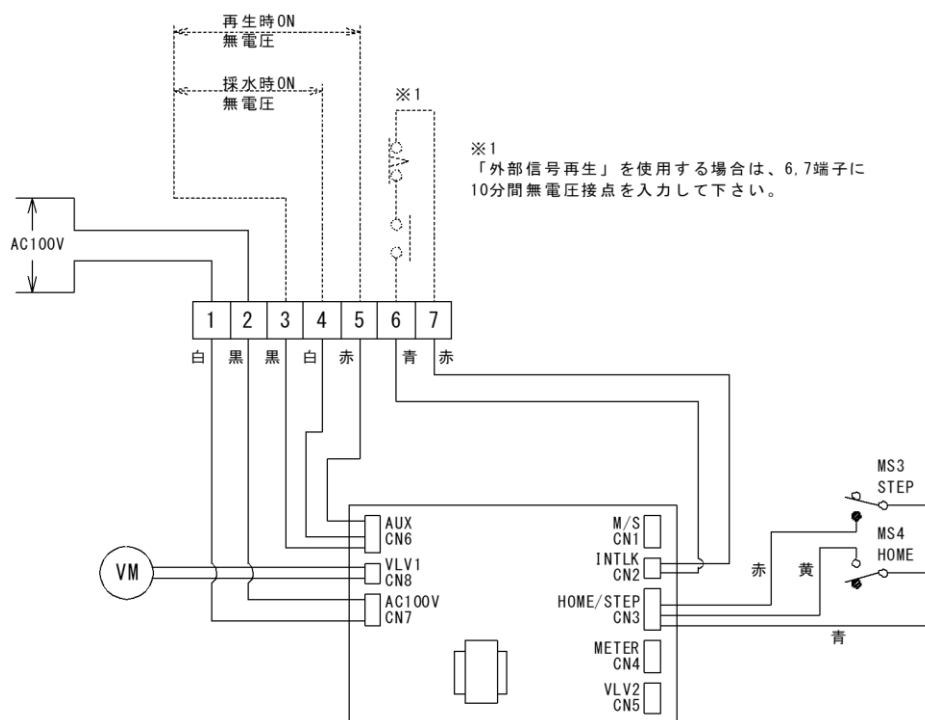 再生時ON
無電圧
採水時ON
無電圧
※1
※1
「外部信号再生」を使用する場合は、6,7端子に
10分間無電圧接点を入力して下さい。
AC100V
1 2 3 4 5 6 7
白 黒 黒 白 赤 青 赤
MS3
STEP
MS4
HOME
AUX
CN6
VLV1
CN8
AC100V
CN7
VM
M/S
CN1
INTLK
CN2
HOME/STEP
CN3
METER
CN4
VLV2
CN5
赤 黄
青